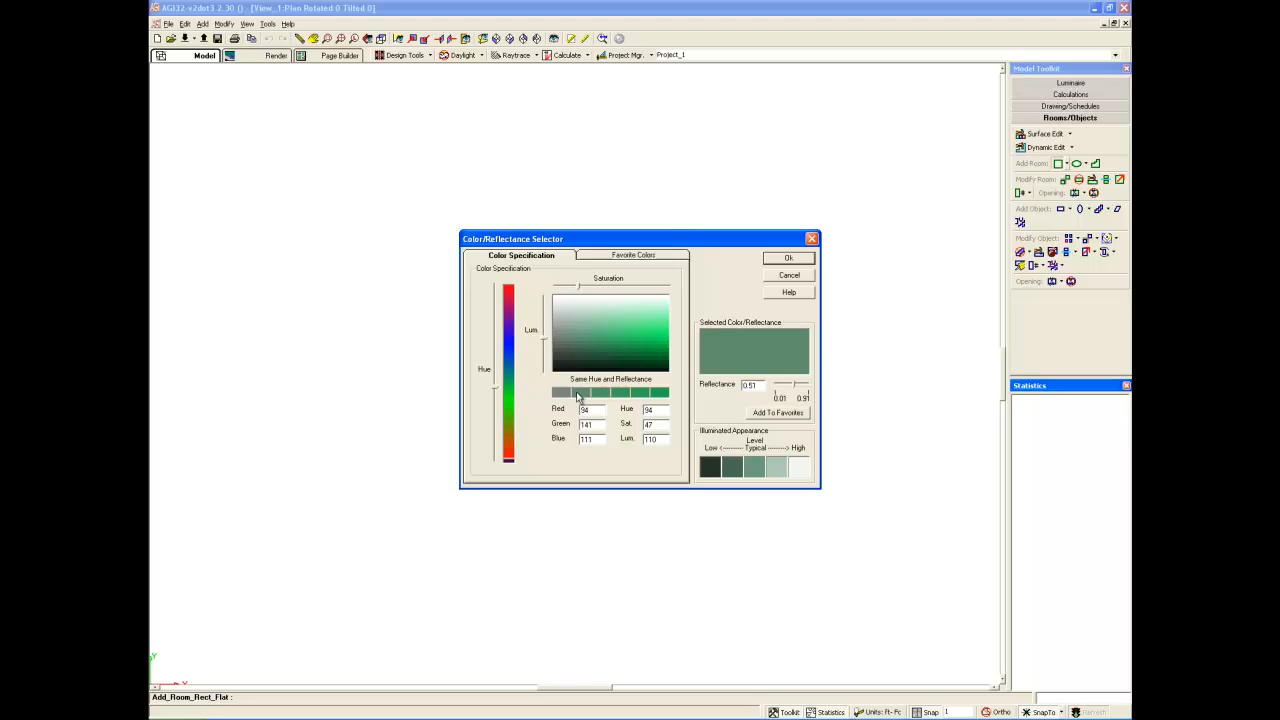 AGI32-v2dot3 2.30 () - [View_1:Plan Rotated 0 Tilted 0]
File Edit Add Modify View Tools Help
Model Render Page Builder Design Tools Daylight Raytrace Calculate Project Mgr. Project_1
Model Toolkit
Luminaire
Calculations
Drawing/Schedules
Rooms/Objects
Surface Edit
Dynamic Edit
Add Room:
Modify Room:
Opening:
Add Object:
Modify Object:
Opening:
Statistics
Color/Reflectance Selector
Color Specification Favorite Colors
Color Specification
Saturation
Lum.
Hue
Same Hue and Reflectance
Red 94 Hue 94
Green 141 Sat. 47
Blue 111 Lum. 110
Ok
Cancel
Help
Selected Color/Reflectance
Reflectance 0.51
0.01 0.91
Add To Favorites
Illuminated Appearance
Level
Low <-------- Typical --------> High
Y
X
Add_Room_Rect_Flat :
Toolkit Statistics Units: Ft- Fc Snap 1 Ortho SnapTo Refresh